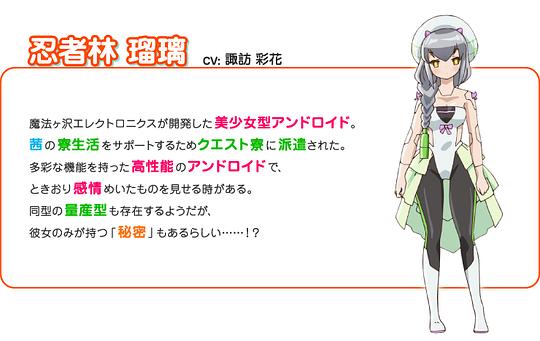 忍者林 瑠璃 CV: 諏訪 彩花
魔法ヶ沢エレクトロニクスが開発した美少女型アンドロイド。
茜の寮生活をサポートするためクエスト寮に派遣された。
多彩な機能を持った高性能のアンドロイドで、
ときおり感情めいたものを見せる時がある。
同型の量産型も存在するようだが、
彼女のみが持つ「秘密」もあるらしい……！？